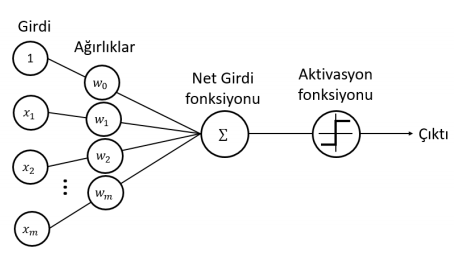 Girdi
Ağırlıklar
Net Girdi
fonksiyonu
Aktivasyon
fonksiyonu
1
x₁
x₂
⋮
xₘ
w₀
w₁
w₂
wₘ
Σ
Çıktı